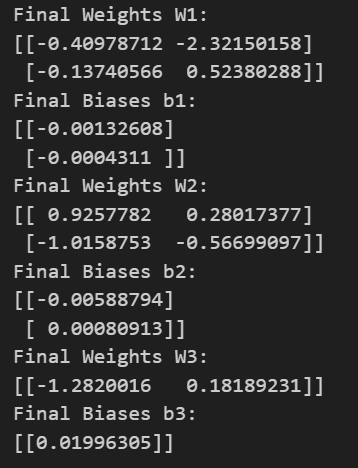 Final Weights W1:
[[-0.40978712 -2.32150158]
 [-0.13740566  0.52380288]]
Final Biases b1:
[[-0.00132608]
 [-0.0004311 ]]
Final Weights W2:
[[ 0.9257782   0.28017377]
 [-1.0158753  -0.56699097]]
Final Biases b2:
[[-0.00588794]
 [ 0.00080913]]
Final Weights W3:
[[-1.2820016   0.18189231]]
Final Biases b3:
[[0.01996305]]